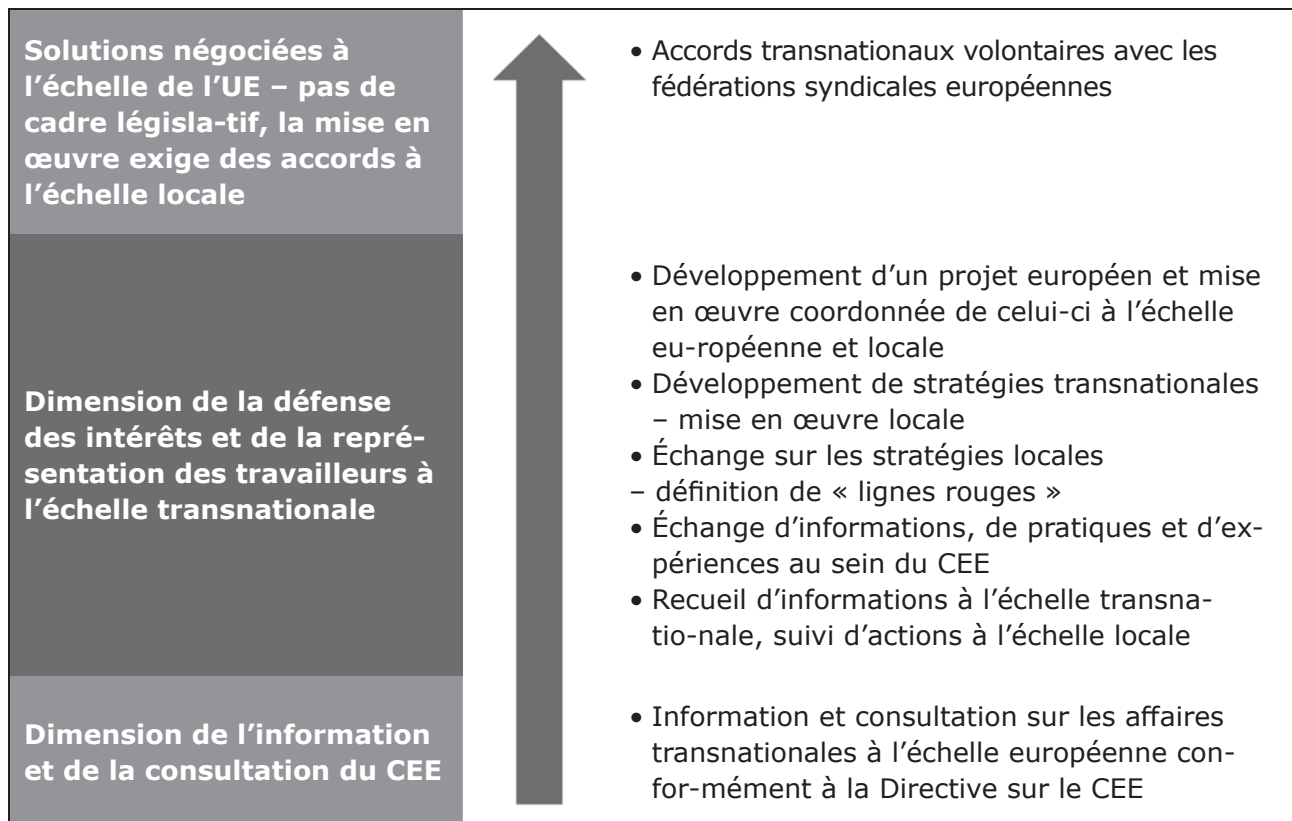 Solutions négociées à
l’échelle de l’UE – pas de
cadre législa-tif, la mise en
œuvre exige des accords à
l’échelle locale
• Accords transnationaux volontaires avec les
fédérations syndicales européennes
Dimension de la défense
des intérêts et de la repré-
sentation des travailleurs à
l’échelle transnationale
• Développement d’un projet européen et mise
en œuvre coordonnée de celui-ci à l’échelle
eu-ropéenne et locale
• Développement de stratégies transnationales
– mise en œuvre locale
• Échange sur les stratégies locales
– définition de « lignes rouges »
• Échange d’informations, de pratiques et d’ex-
périences au sein du CEE
• Recueil d’informations à l’échelle transna-
tio-nale, suivi d’actions à l’échelle locale
Dimension de l’information
et de la consultation du CEE
• Information et consultation sur les affaires
transnationales à l’échelle européenne con-
for-mément à la Directive sur le CEE